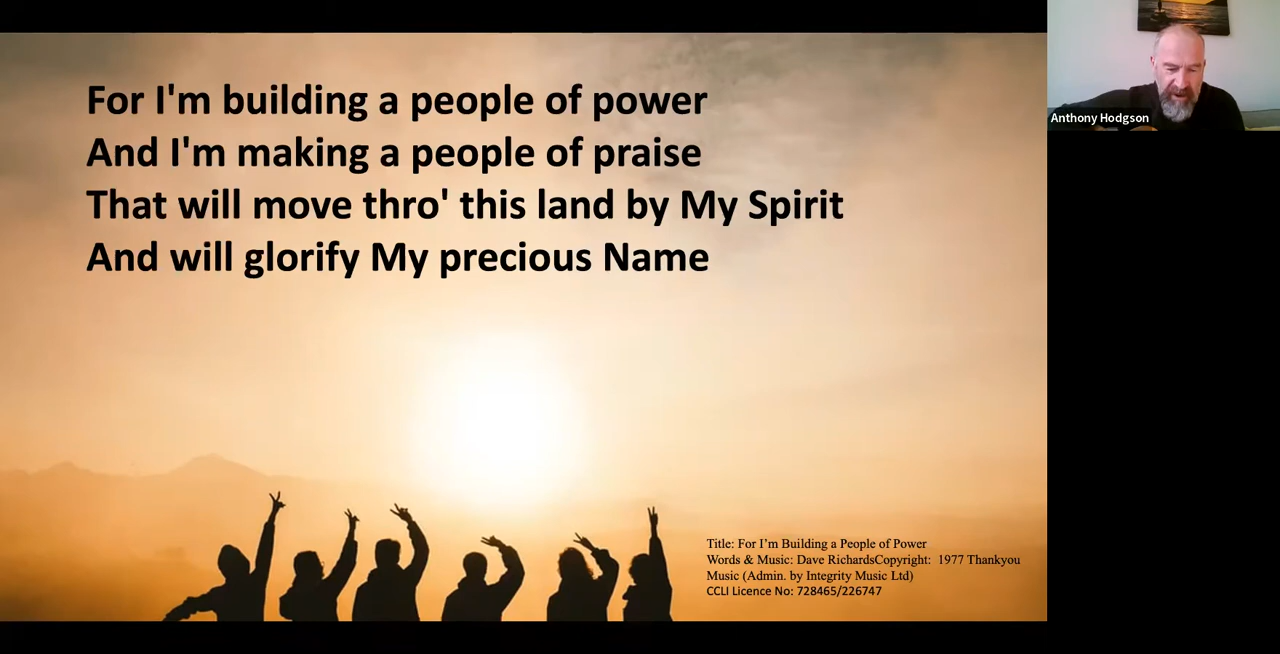 For I'm building a people of power
And I'm making a people of praise
That will move thro' this land by My Spirit
And will glorify My precious Name
Anthony Hodgson
Title: For I’m Building a People of Power
Words & Music: Dave RichardsCopyright:  1977 Thankyou
Music (Admin. by Integrity Music Ltd)
CCLI Licence No: 728465/226747